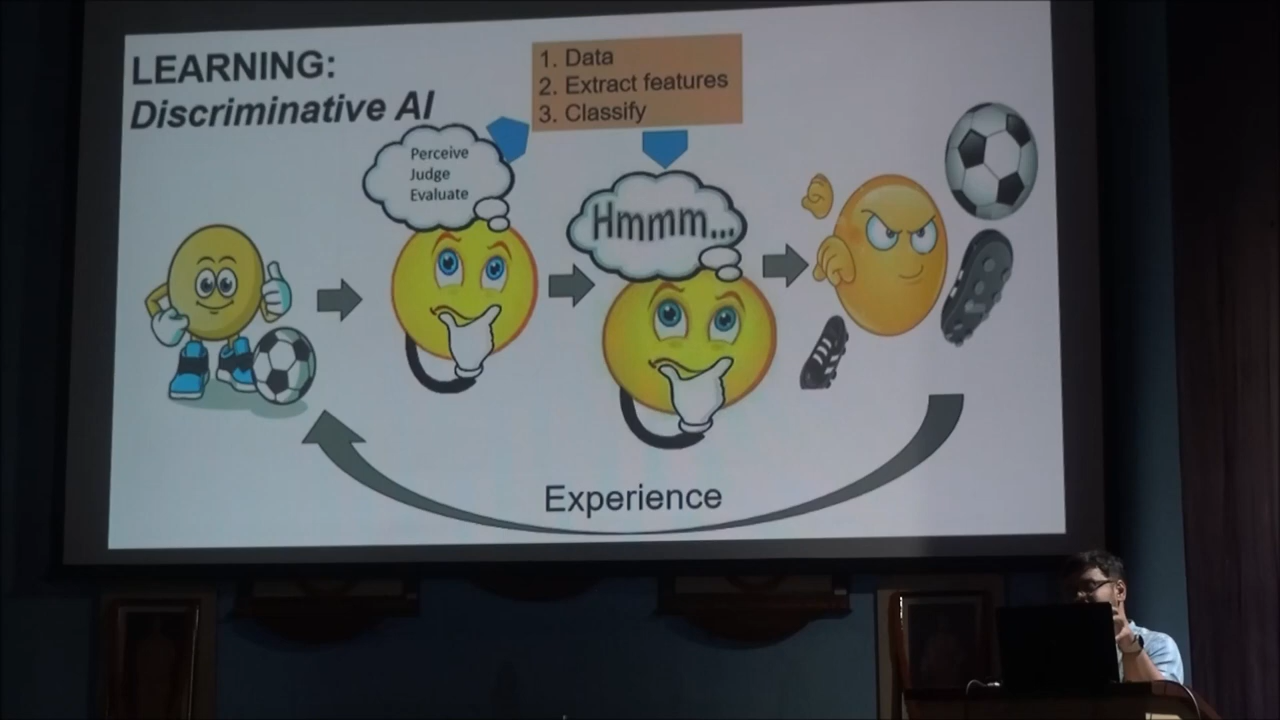 LEARNING:
Discriminative AI
1. Data
2. Extract features
3. Classify
Perceive
Judge
Evaluate
Hmmm...
Experience